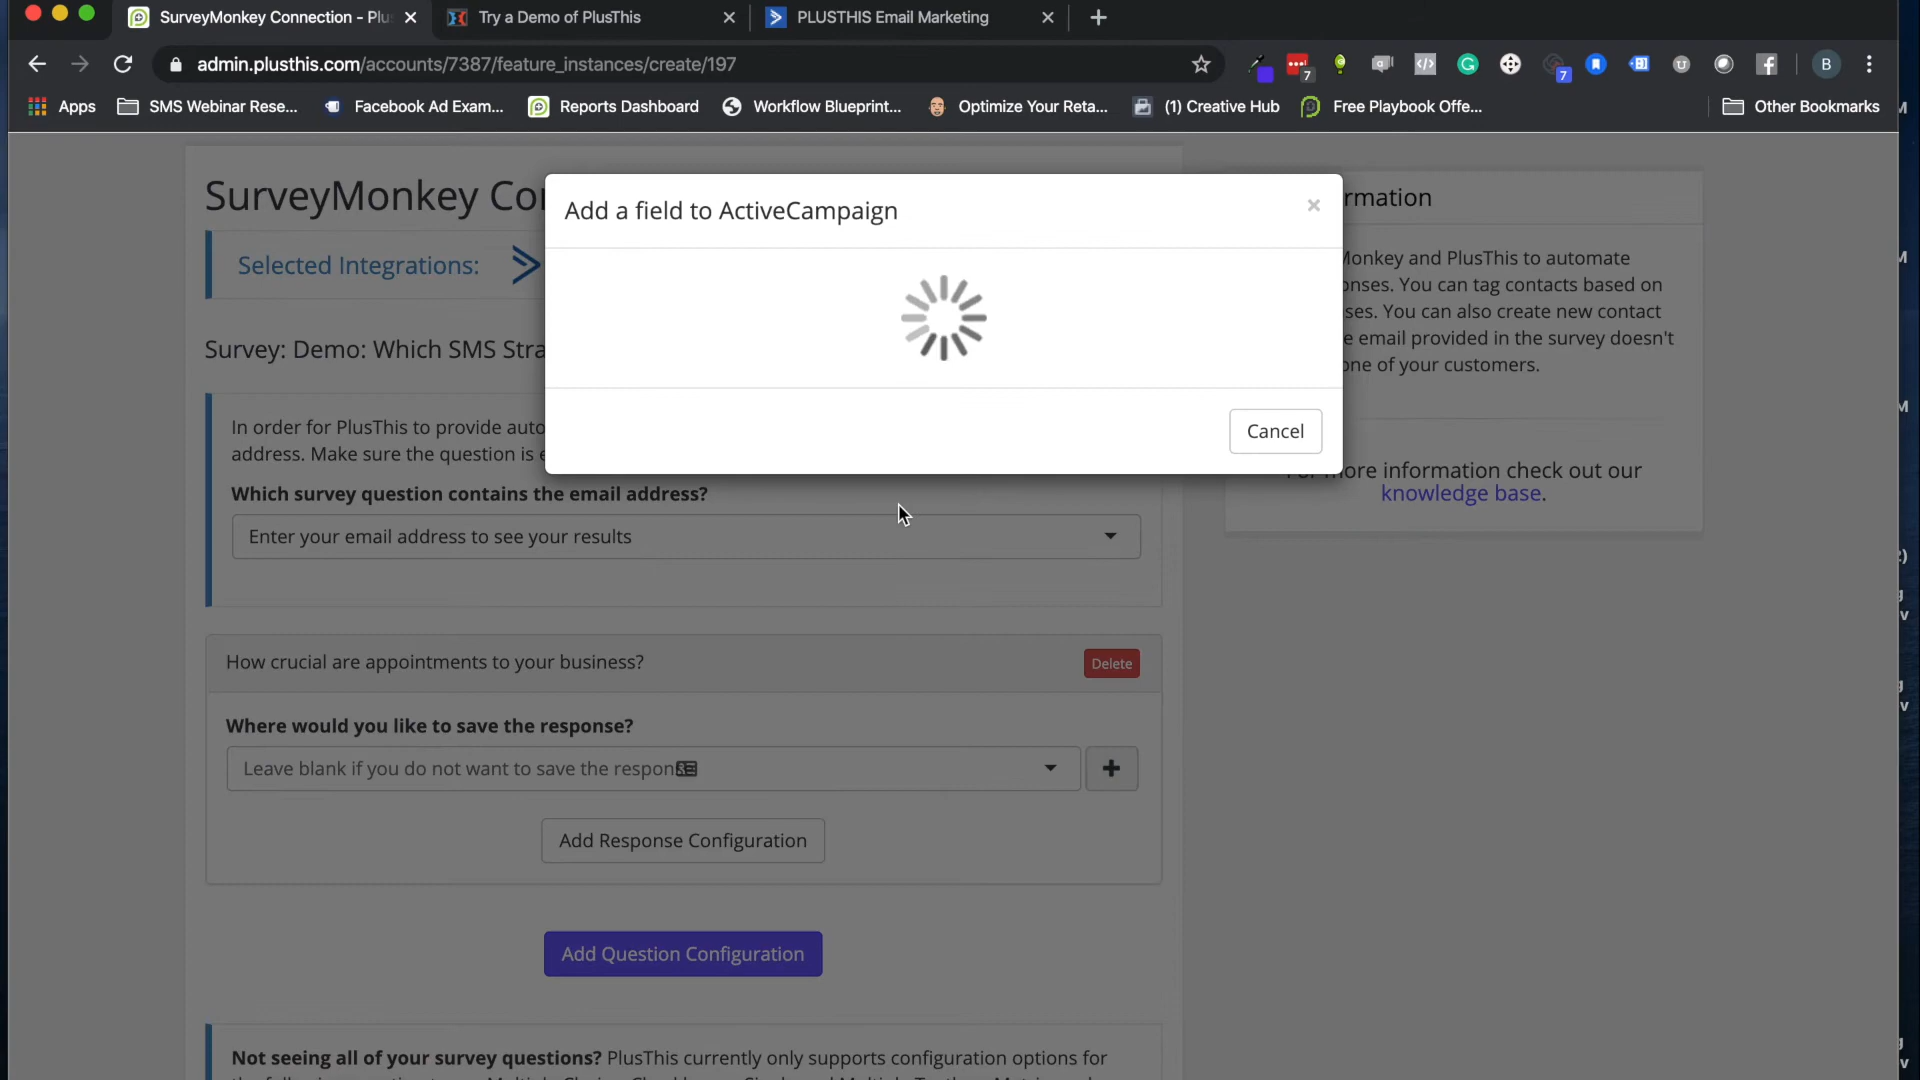 SurveyMonkey Connection - Plu
Try a Demo of PlusThis
PLUSTHIS Email Marketing
admin.plusthis.com/accounts/7387/feature_instances/create/197
7
7
B
Apps
SMS Webinar Rese...
Facebook Ad Exam...
Reports Dashboard
Workflow Blueprint...
Optimize Your Reta...
(1) Creative Hub
Free Playbook Offe...
Other Bookmarks
SurveyMonkey Co
Add a field to ActiveCampaign
×
rmation
Selected Integrations:
Monkey and PlusThis to automate
onses. You can tag contacts based on
ses. You can also create new contact
e email provided in the survey doesn't
one of your customers.
Survey: Demo: Which SMS Stra
In order for PlusThis to provide auto
address. Make sure the question is e
Cancel
more information check out our
knowledge base.
Which survey question contains the email address?
Enter your email address to see your results
How crucial are appointments to your business?
Delete
Where would you like to save the response?
Leave blank if you do not want to save the respon
Add Response Configuration
Add Question Configuration
Not seeing all of your survey questions? PlusThis currently only supports configuration options for